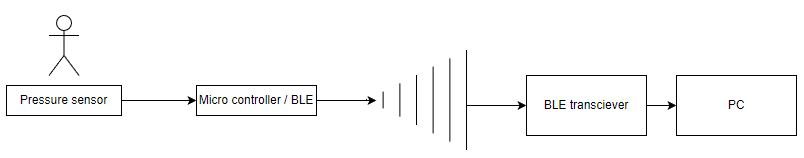 Pressure sensor
Micro controller / BLE
BLE transciever
PC